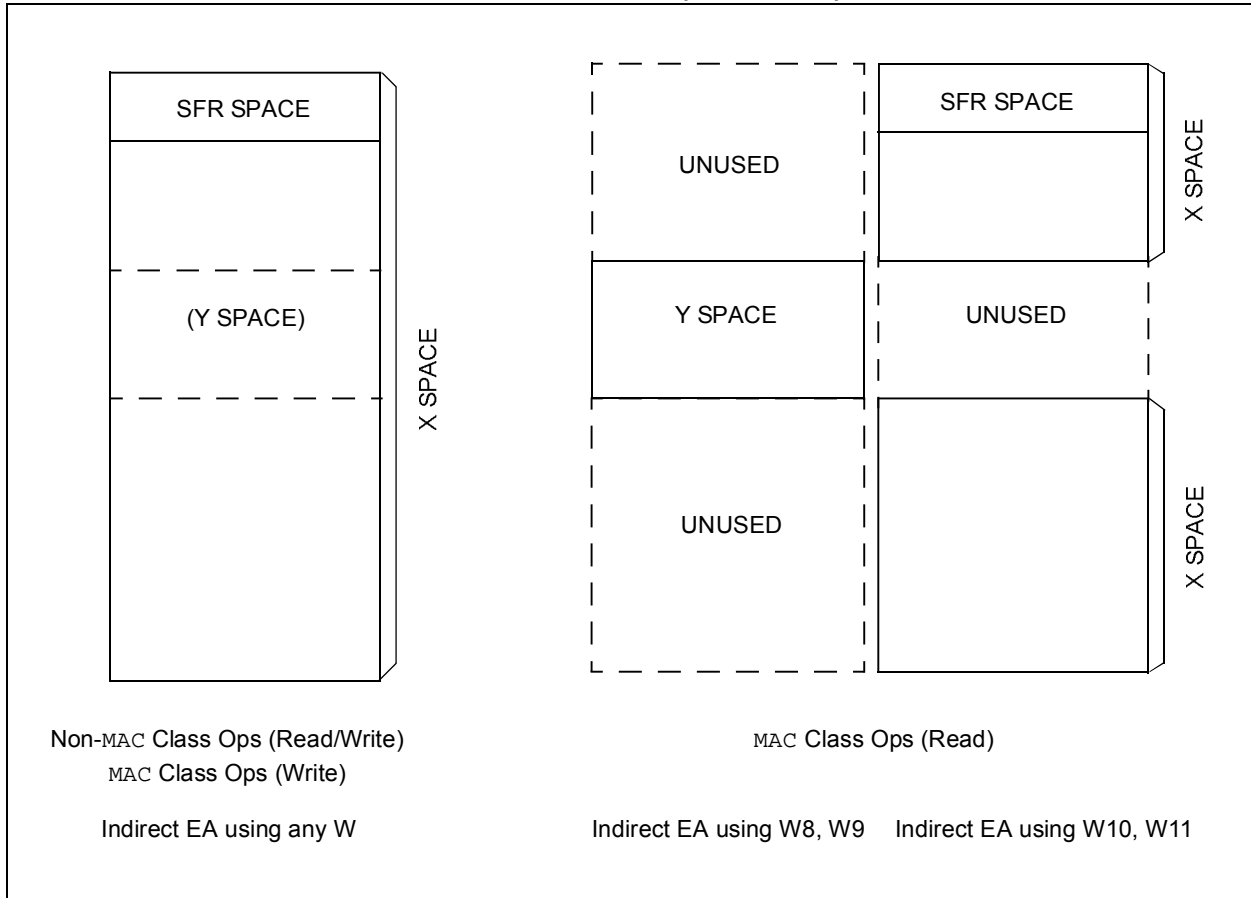 SFR SPACE
(Y SPACE)
X SPACE
UNUSED
Y SPACE
UNUSED
SFR SPACE
X SPACE
UNUSED
X SPACE
Non-MAC Class Ops (Read/Write)
MAC Class Ops (Write)
MAC Class Ops (Read)
Indirect EA using any W
Indirect EA using W8, W9
Indirect EA using W10, W11